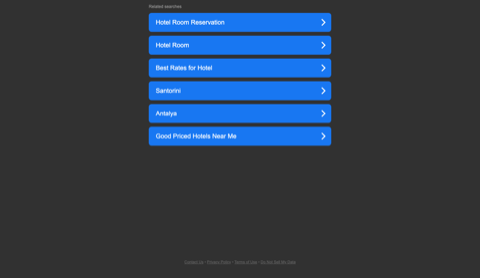 Related searches
Hotel Room Reservation
Hotel Room
Best Rates for Hotel
Santorini
Antalya
Good Priced Hotels Near Me
Contact Us | Privacy Policy | Terms of Use | Do Not Sell My Data